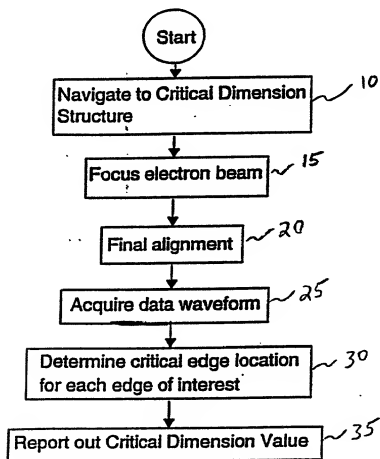 Start
Navigate to Critical Dimension 10
Structure
Focus electron beam 15
Final alignment 20
Acquire data waveform 25
Determine critical edge location 30
for each edge of interest
Report out Critical Dimension Value 35